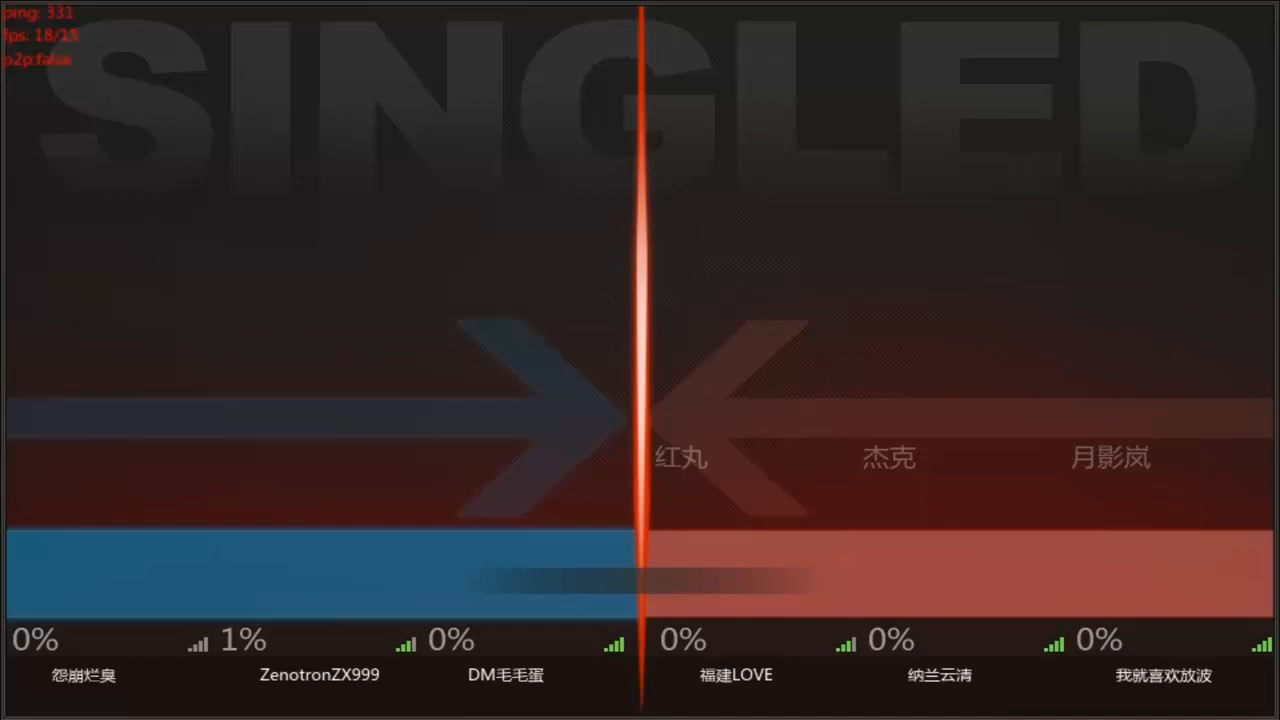 ping: 331
fps: 18/15
p2p:false
SINGLED
红丸 杰克 月影岚
0% 1% 0% 0% 0% 0%
怨崩烂臭 ZenotronZX999 DM毛毛蛋 福建LOVE 纳兰云清 我就喜欢放波